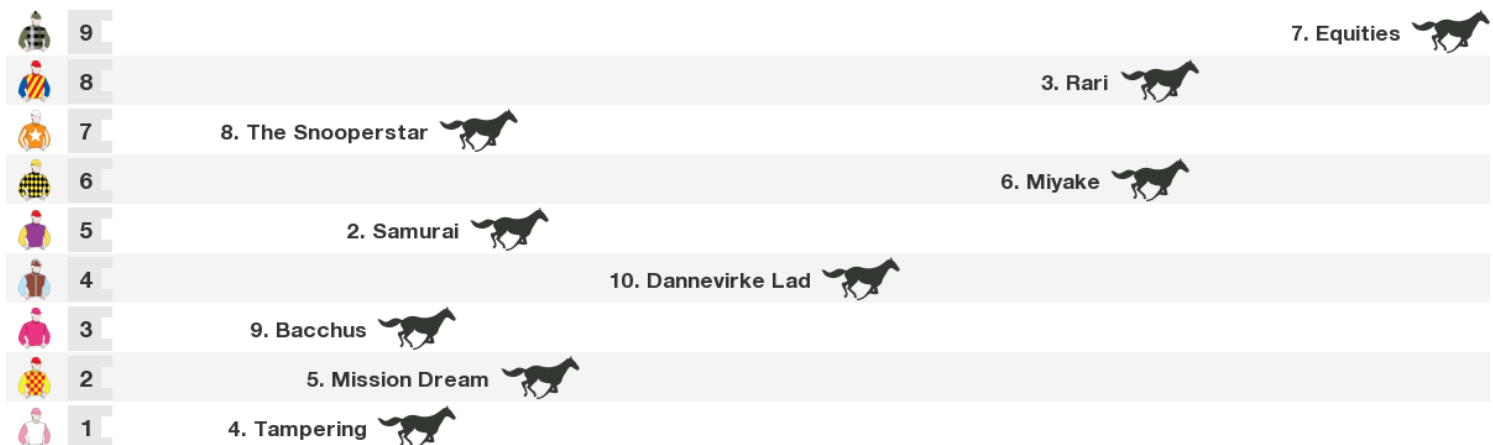 9 7. Equities
8 3. Rari
7 8. The Snooperstar
6 6. Miyake
5 2. Samurai
4 10. Dannevirke Lad
3 9. Bacchus
2 5. Mission Dream
1 4. Tampering